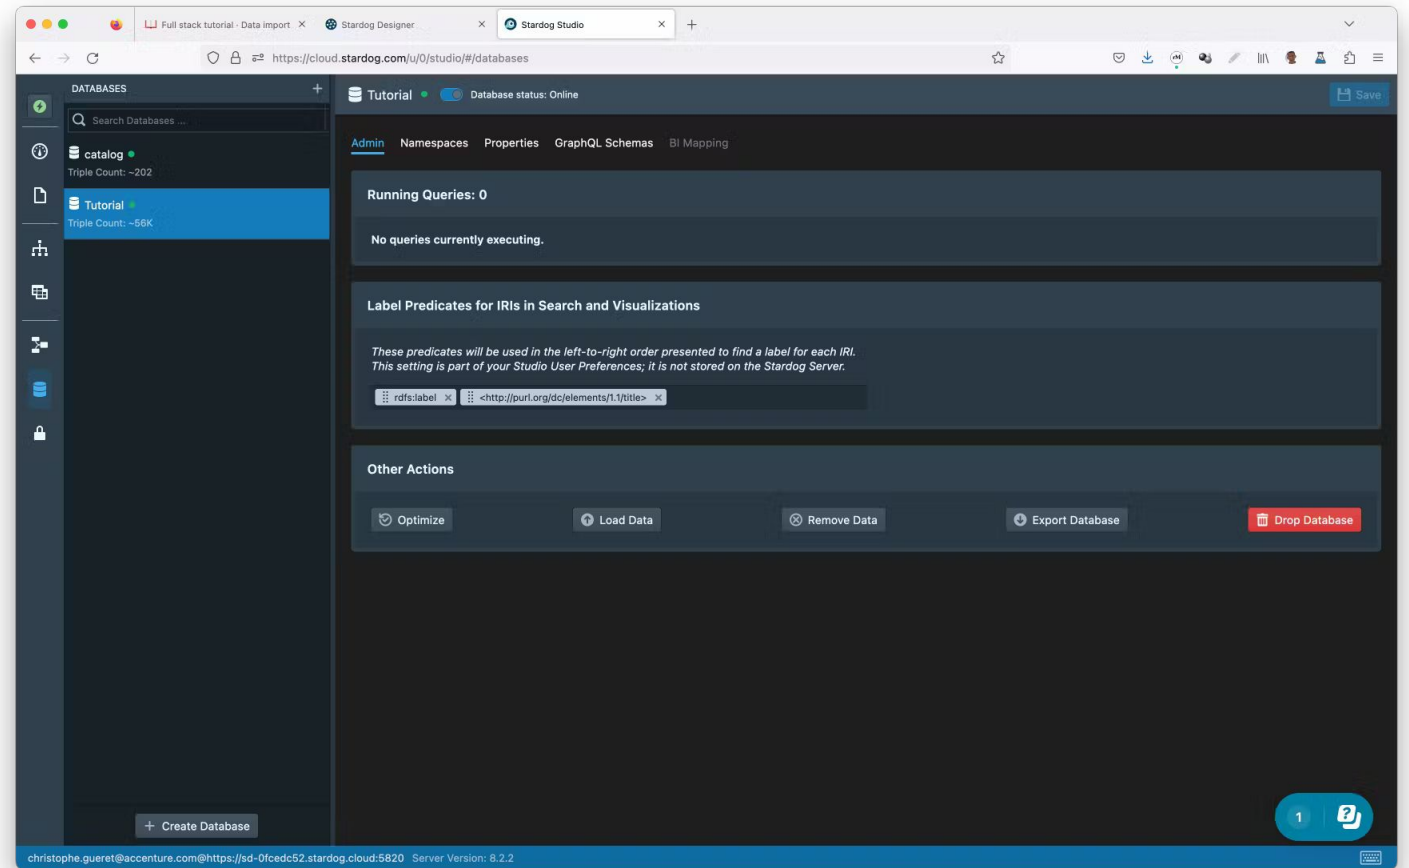 Full stack tutorial · Data import
Stardog Designer
Stardog Studio
https://cloud.stardog.com/u/0/studio/#/databases
DATABASES
Search Databases ...
catalog
Triple Count: ~202
Tutorial
Triple Count: ~56K
Create Database
Tutorial
Database status: Online
Save
Admin Namespaces Properties GraphQL Schemas BI Mapping
Running Queries: 0
No queries currently executing.
Label Predicates for IRIs in Search and Visualizations
These predicates will be used in the left-to-right order presented to find a label for each IRI.
This setting is part of your Studio User Preferences; it is not stored on the Stardog Server.
rdfs:label <http://purl.org/dc/elements/1.1/title>
Other Actions
Optimize Load Data Remove Data Export Database Drop Database
1
christophe.gueret@accenture.com@https://sd-0fcedc52.stardog.cloud:5820 Server Version: 8.2.2